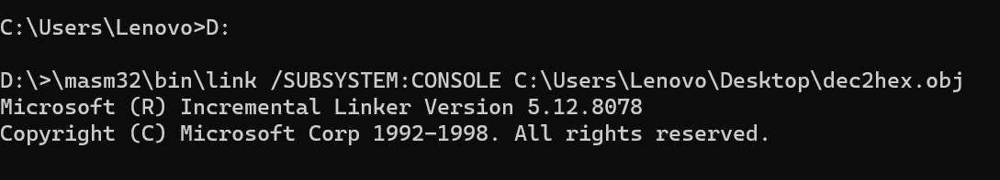 C:\Users\Lenovo>D:
D:\>\masm32\bin\link /SUBSYSTEM:CONSOLE C:\Users\Lenovo\Desktop\dec2hex.obj
Microsoft (R) Incremental Linker Version 5.12.8078
Copyright (C) Microsoft Corp 1992-1998. All rights reserved.